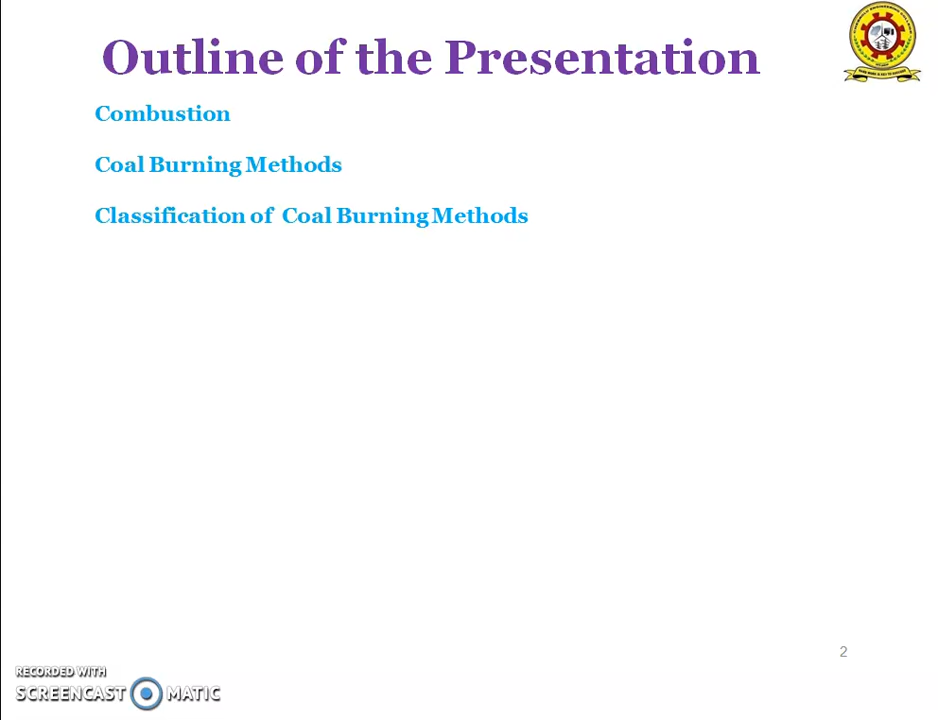 Outline of the Presentation
Combustion
Coal Burning Methods
Classification of Coal Burning Methods
2
RECORDED WITH
SCREENCAST MATIC